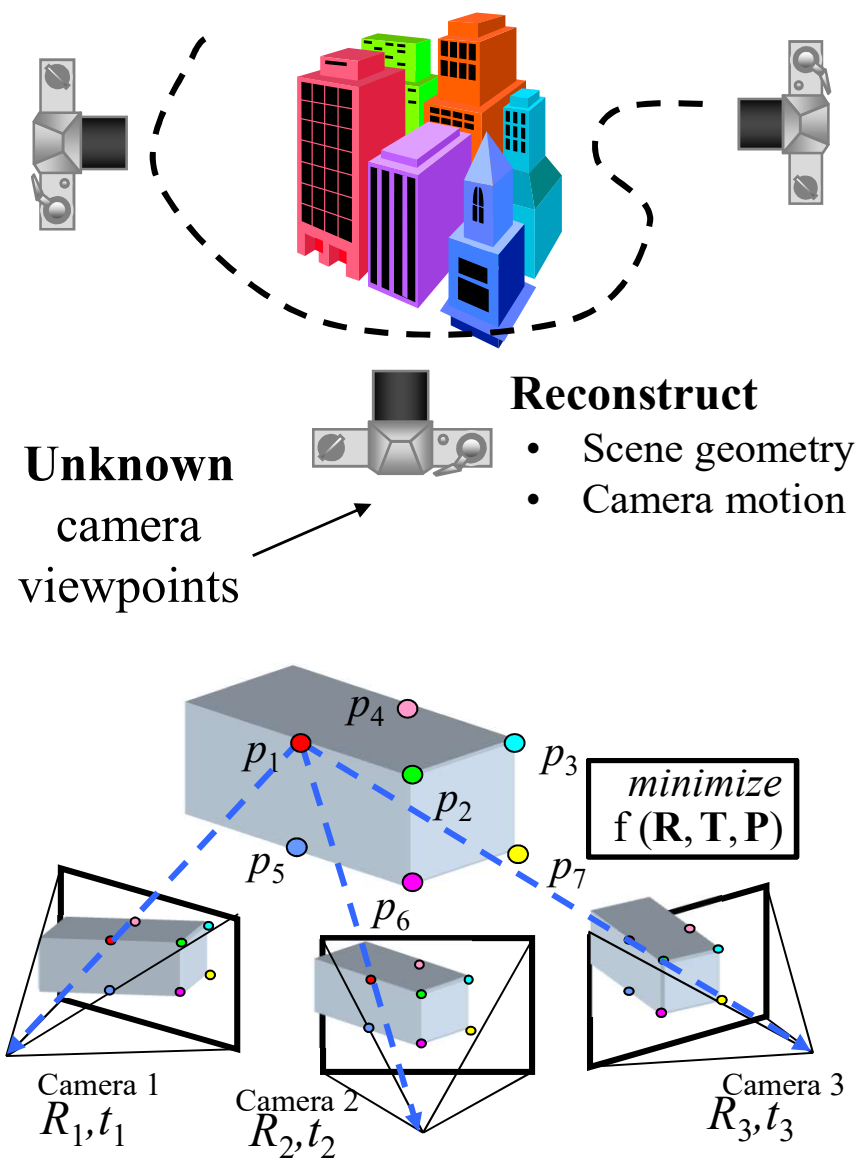 Reconstruct
• Scene geometry
• Camera motion
Unknown
camera
viewpoints
p4
p1
p3
p2
minimize
f (R, T, P)
p5
p7
p6
Camera 1
R1,t1
Camera 2
R2,t2
Camera 3
R3,t3